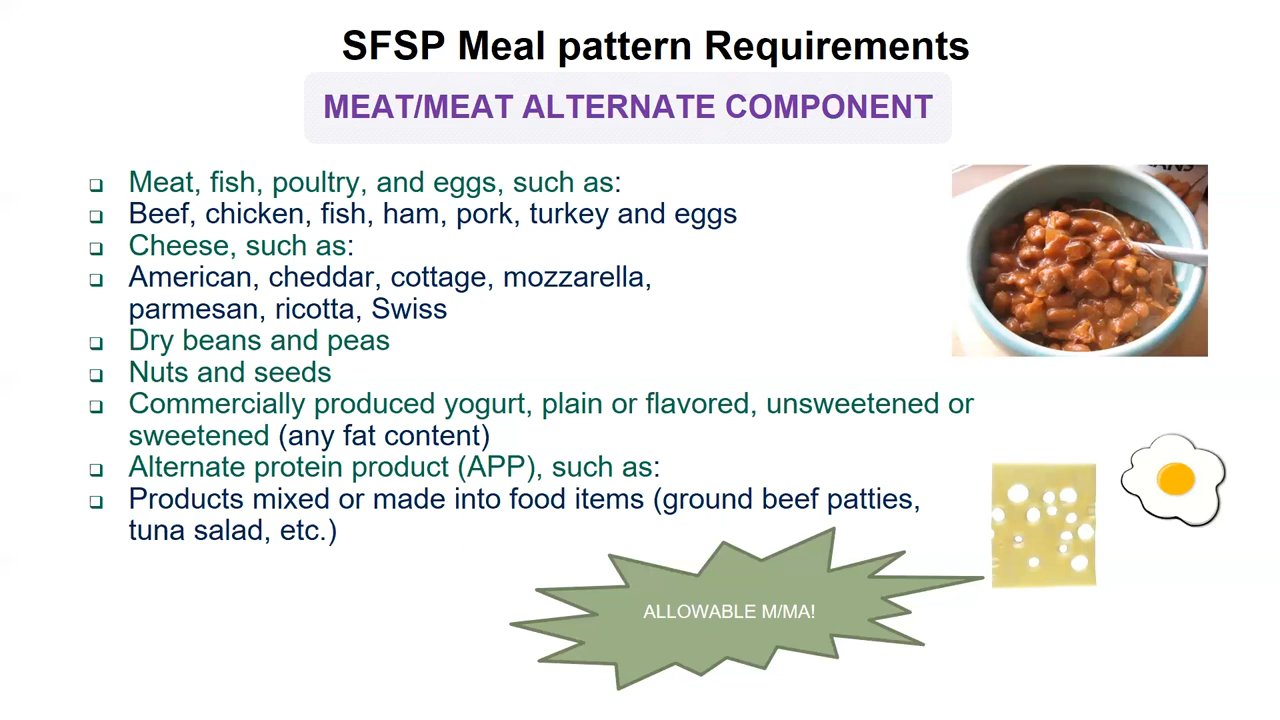 SFSP Meal pattern Requirements
MEAT/MEAT ALTERNATE COMPONENT
❑ Meat, fish, poultry, and eggs, such as:
❑ Beef, chicken, fish, ham, pork, turkey and eggs
❑ Cheese, such as:
❑ American, cheddar, cottage, mozzarella,
parmesan, ricotta, Swiss
❑ Dry beans and peas
❑ Nuts and seeds
❑ Commercially produced yogurt, plain or flavored, unsweetened or
sweetened (any fat content)
❑ Alternate protein product (APP), such as:
❑ Products mixed or made into food items (ground beef patties,
tuna salad, etc.)
ALLOWABLE M/MA!